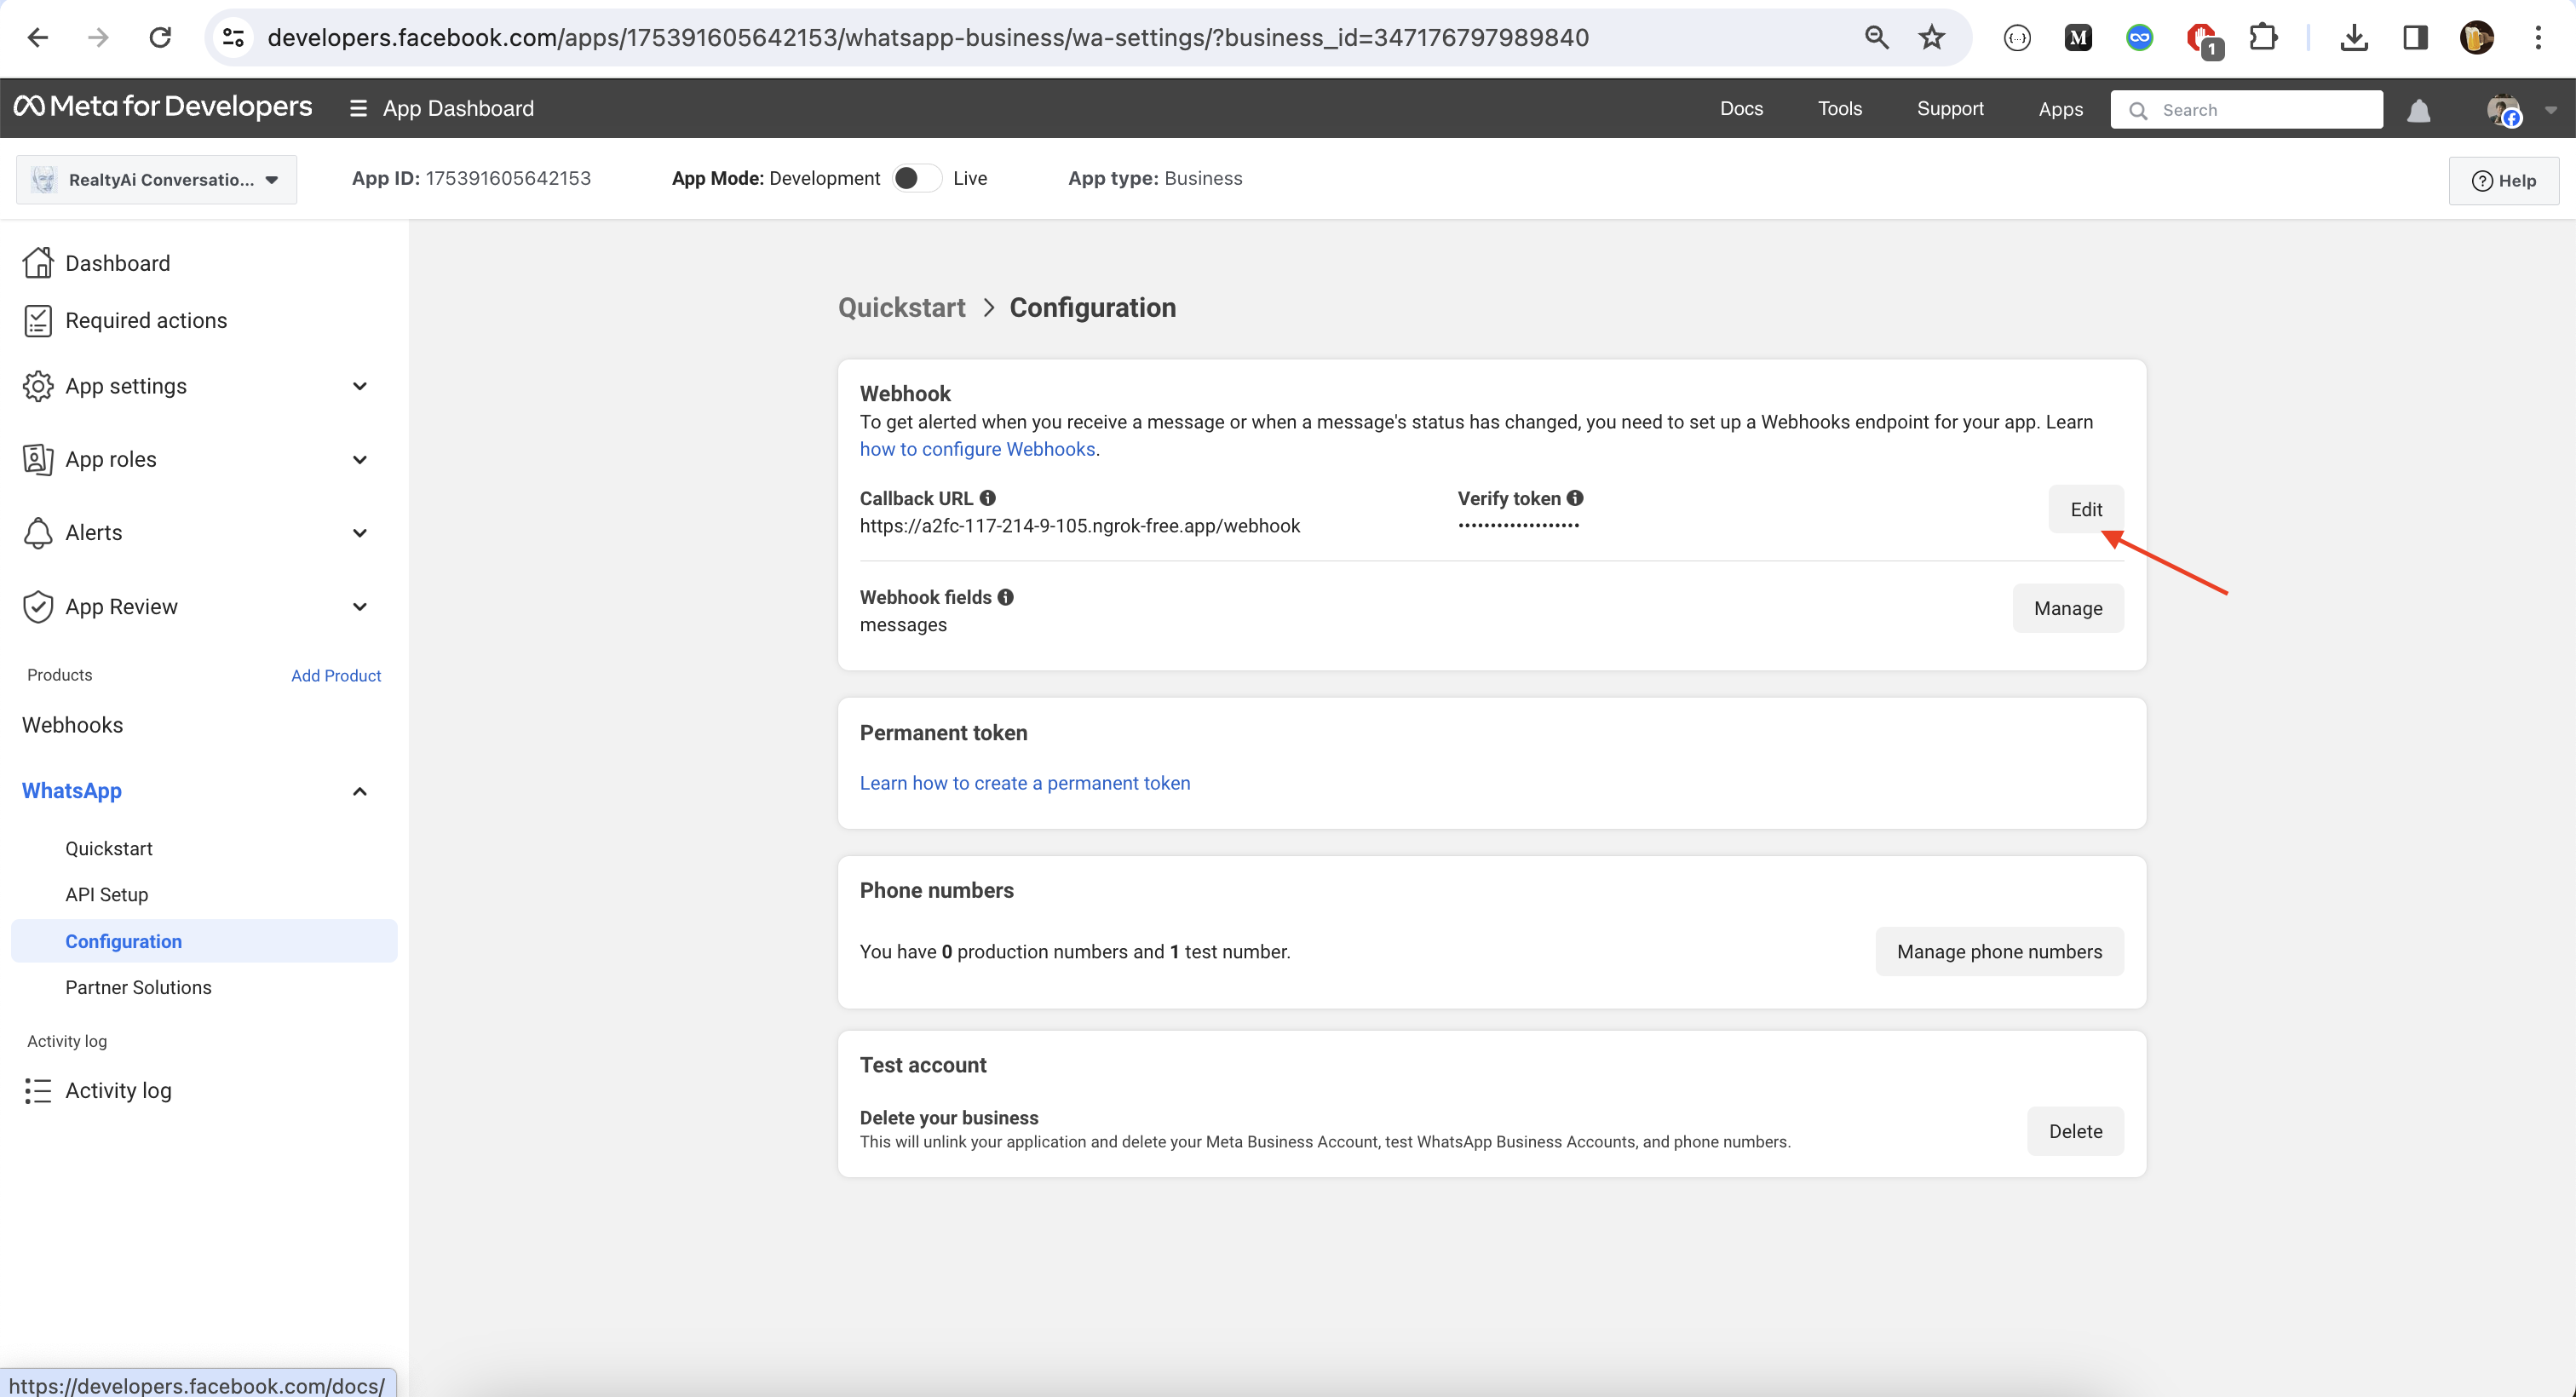 developers.facebook.com/apps/175391605642153/whatsapp-business/wa-settings/?business_id=347176797989840
M
1
Meta for Developers
App Dashboard
Docs
Tools
Support
Apps
Search
RealtyAi Conversatio...
App ID: 175391605642153
App Mode: Development
Live
App type: Business
Help
Dashboard
Required actions
App settings
App roles
Alerts
App Review
Products
Add Product
Webhooks
WhatsApp
Quickstart
API Setup
Configuration
Partner Solutions
Activity log
Activity log
Quickstart > Configuration
Webhook
To get alerted when you receive a message or when a message's status has changed, you need to set up a Webhooks endpoint for your app. Learn
how to configure Webhooks.
Callback URL
https://a2fc-117-214-9-105.ngrok-free.app/webhook
Verify token
•••••••••••••••••••
Edit
Webhook fields
messages
Manage
Permanent token
Learn how to create a permanent token
Phone numbers
You have 0 production numbers and 1 test number.
Manage phone numbers
Test account
Delete your business
This will unlink your application and delete your Meta Business Account, test WhatsApp Business Accounts, and phone numbers.
Delete
https://developers.facebook.com/docs/